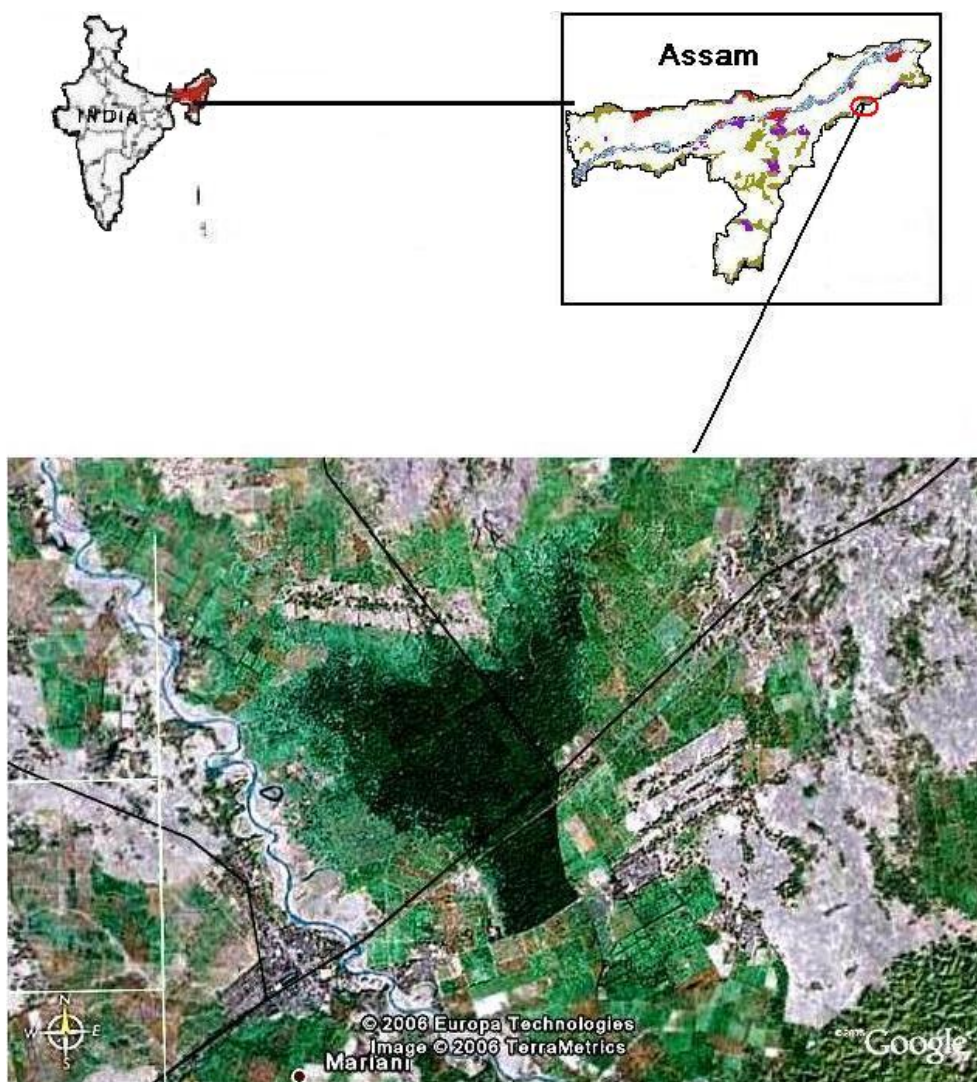 INDIA
Assam
N
W E
S
© 2006 Europa Technologies
Image © 2006 TerraMetrics
Mariani
Google